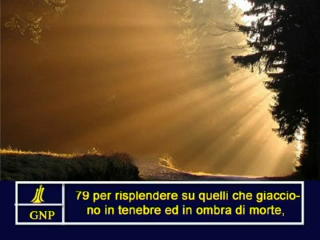 79 per risplendere su quelli che giaccio-
no in tenebre ed in ombra di morte,
GNP